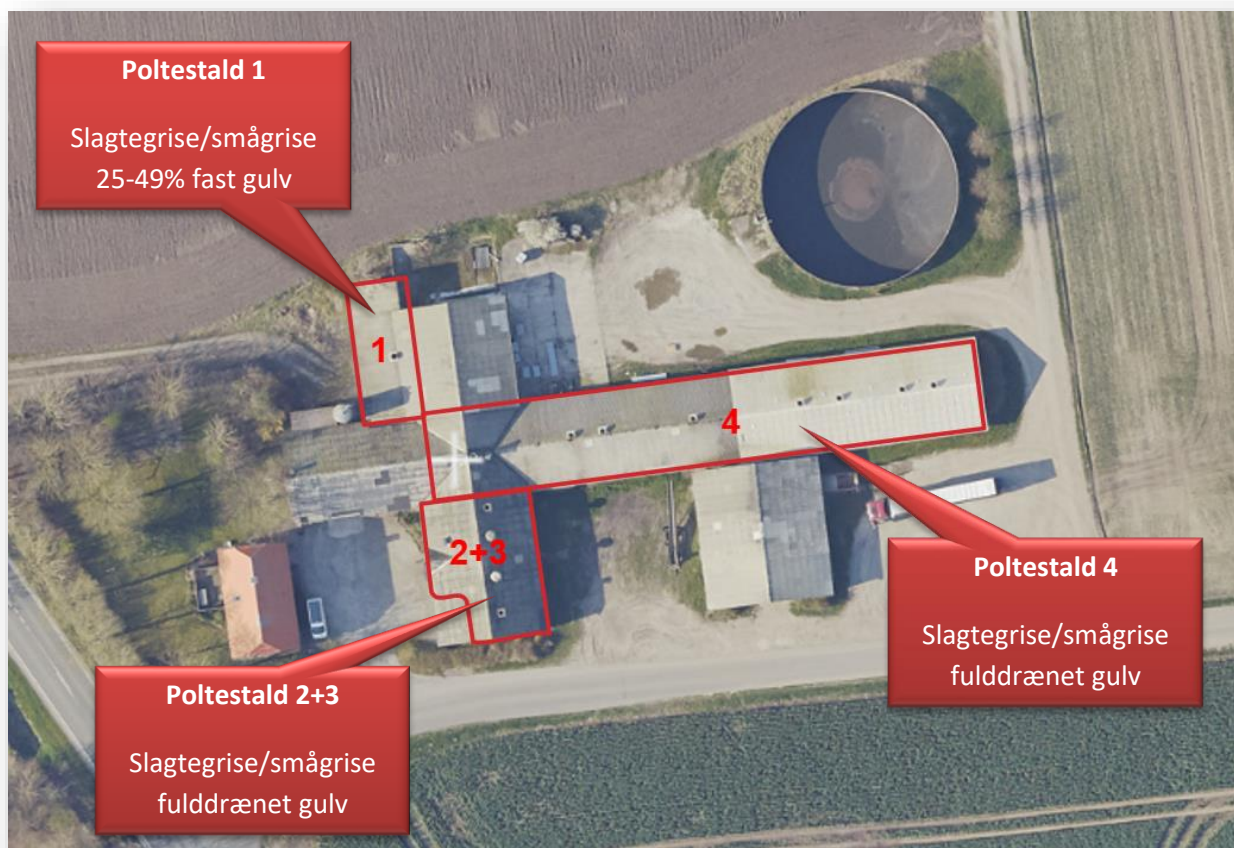 Poltestald 1
Slagtegrise/smågrise
25-49% fast gulv
1
4
2+3
Poltestald 4
Slagtegrise/smågrise
fulddrænet gulv
Poltestald 2+3
Slagtegrise/smågrise
fulddrænet gulv